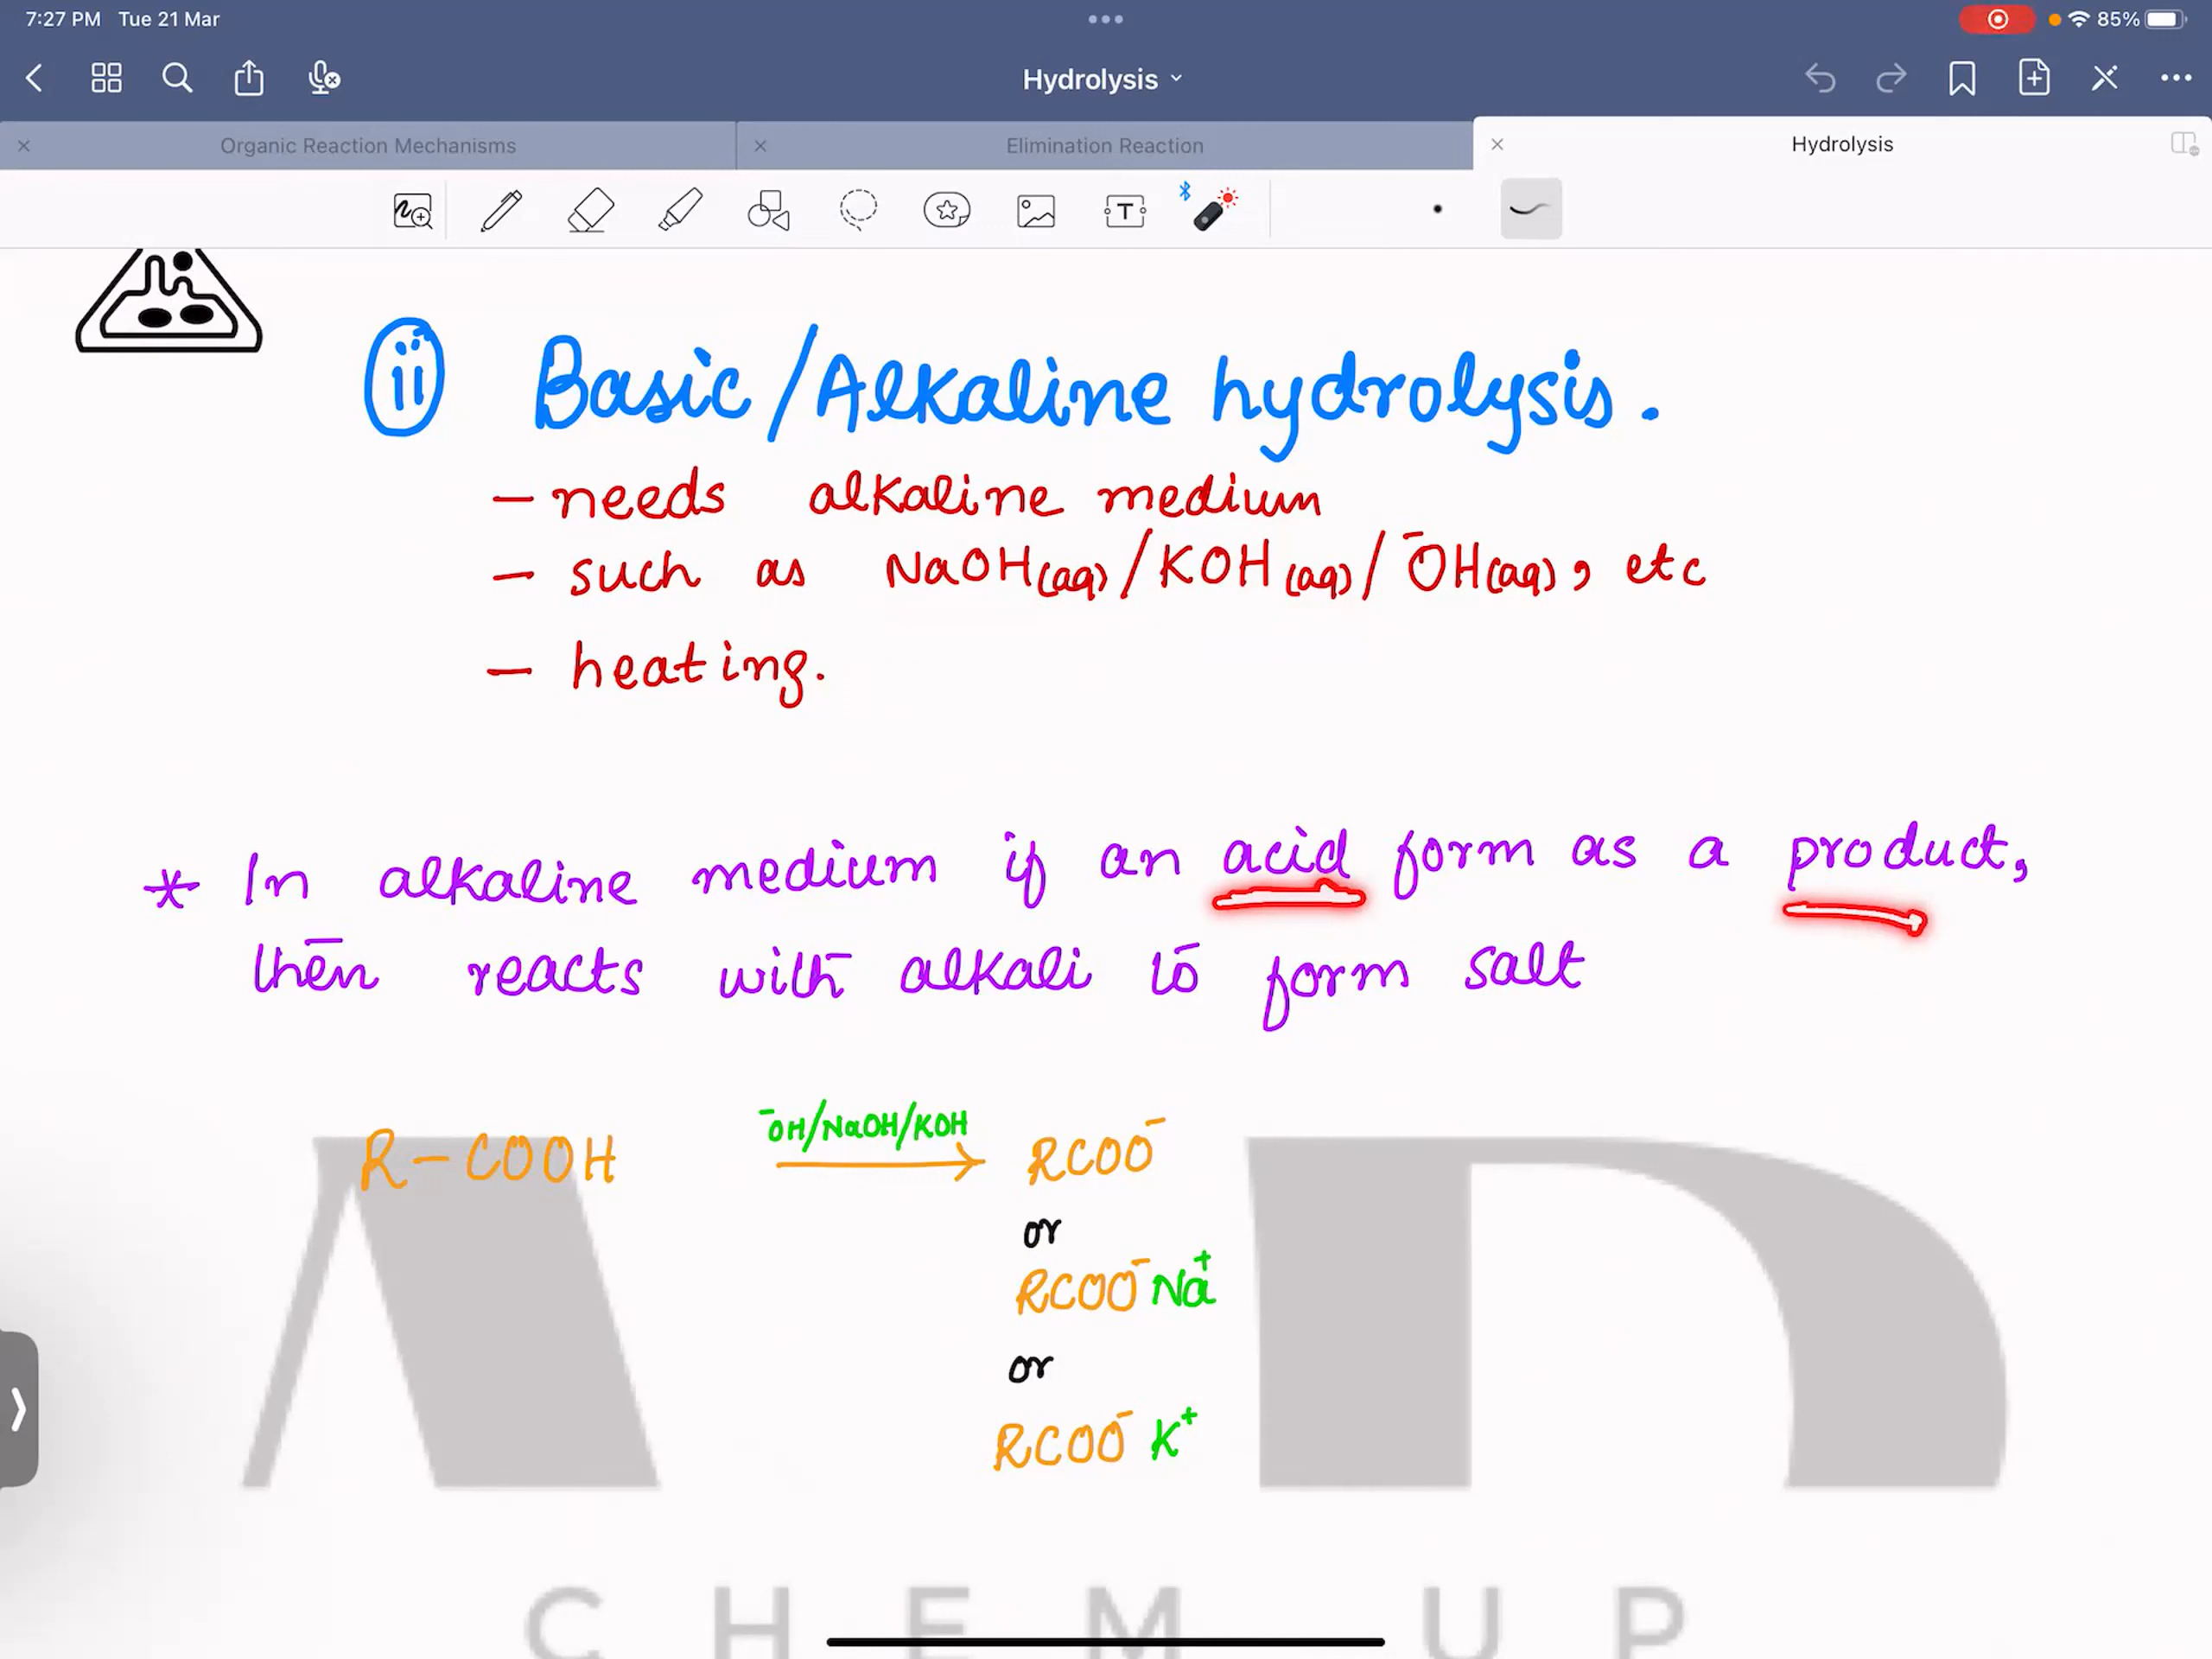 7:27 PM Tue 21 Mar
85%
Hydrolysis
Organic Reaction Mechanisms
Elimination Reaction
Hydrolysis
T
ii Basic/Alkaline hydrolysis.
– needs alkaline medium
– such as NaOH(aq)/KOH(aq)/⁻OH(aq), etc
– heating.
* In alkaline medium if an acid form as a product,
then reacts with alkali to form salt
R–COOH ⁻OH/NaOH/KOH → RCOO⁻
or
RCOO⁻Na⁺
or
RCOO⁻K⁺
CHEM UP